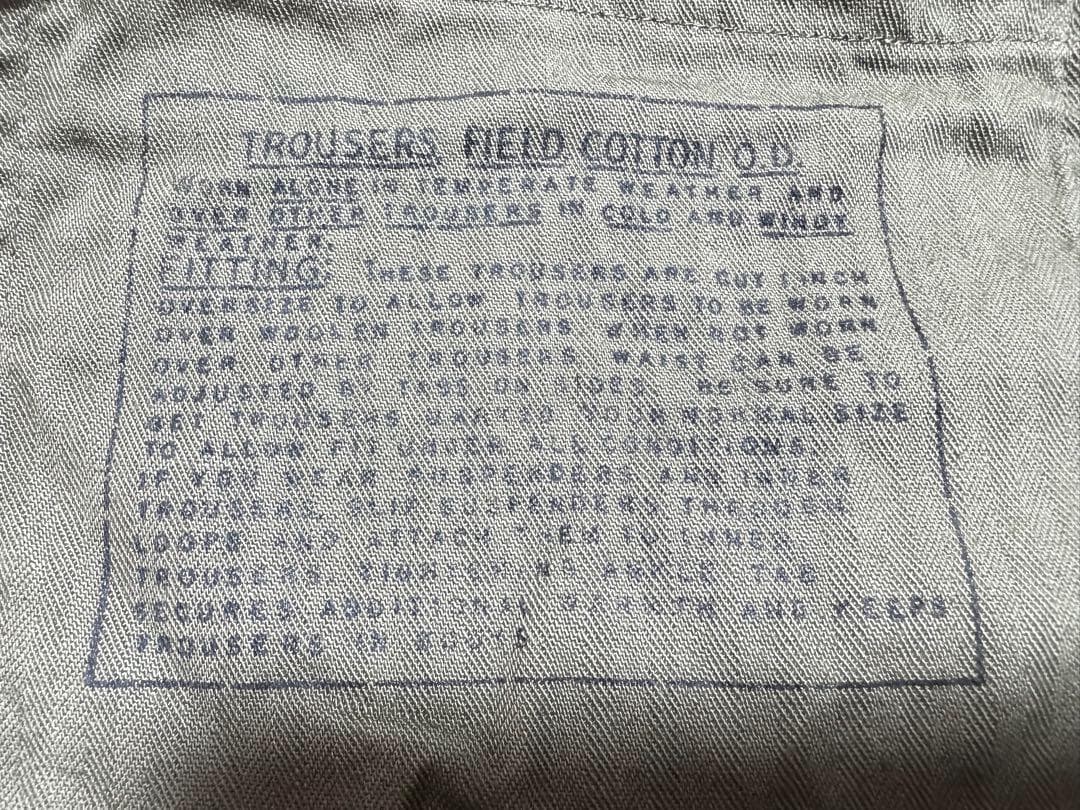 TROUSERS, FIELD, COTTON O.D.
WORN ALONE IN TEMPERATE WEATHER AND
OVER OTHER TROUSERS IN COLD AND WINDY
WEATHER.
FITTING: THESE TROUSERS ARE CUT 1 INCH
OVERSIZE TO ALLOW TROUSERS TO BE WORN
OVER WOOLEN TROUSERS. WHEN NOT WORN
OVER OTHER TROUSERS WAIST CAN BE
ADJUSTED BY TABS ON SIDES. BE SURE TO
GET TROUSERS MARKED YOUR NORMAL SIZE
TO ALLOW FIT UNDER ALL CONDITIONS.
IF YOU WEAR SUSPENDERS AND INNER
TROUSERS, SLIP SUSPENDERS THROUGH
LOOPS AND ATTACH THEM TO INNER
TROUSERS. TIGHTENING ANKLE TAB
SECURES ADDITIONAL WARMTH AND KEEPS
TROUSERS IN BOOTS